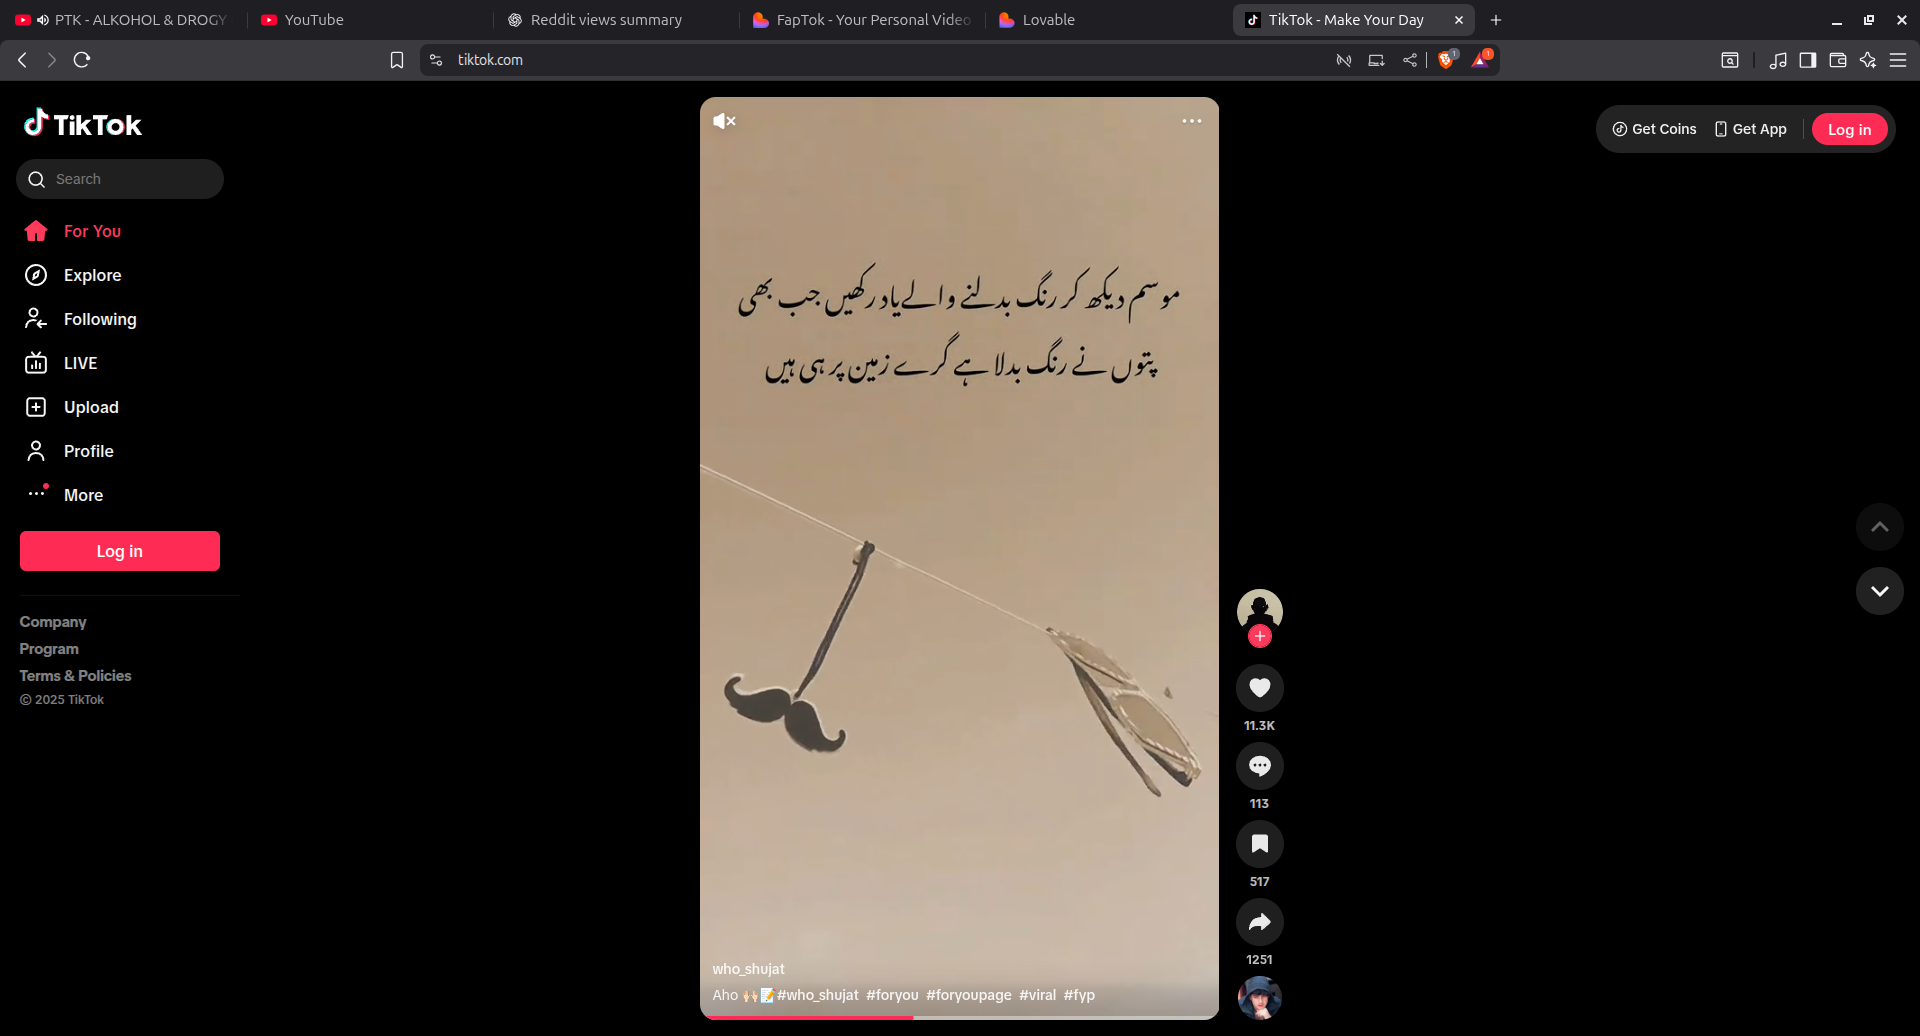 PTK - ALKOHOL & DROGY
YouTube
Reddit views summary
FapTok - Your Personal Video
Lovable
TikTok - Make Your Day
tiktok.com
1
1
TikTok
Search
For You
Explore
Following
LIVE
Upload
Profile
More
Log in
Company
Program
Terms & Policies
© 2025 TikTok
موسم دیکھ کر رنگ بدلنے والے یاد رکھیں جب بھی
پتوں نے رنگ بدلا ہے گرے زمین پر ہی ہیں
who_shujat
Aho 🙌🏻📝#who_shujat #foryou #foryoupage #viral #fyp
11.3K
113
517
1251
Get Coins
Get App
Log in